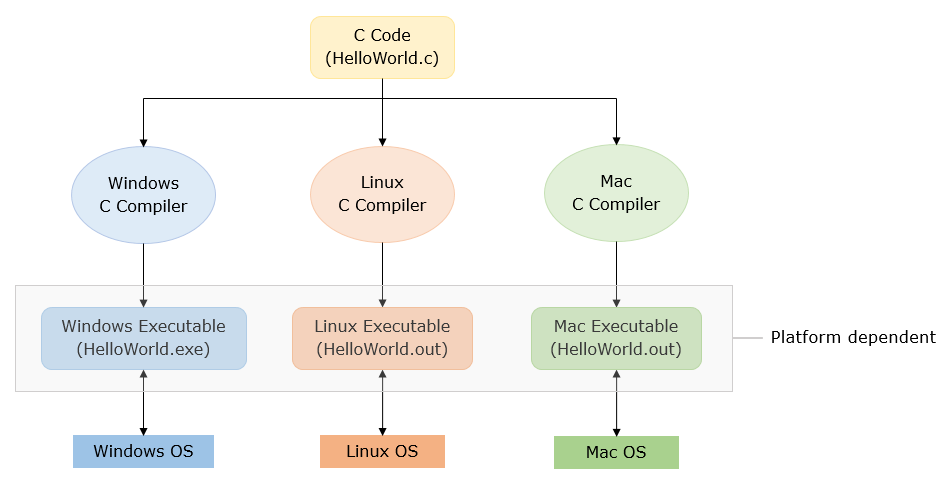 C Code
(HelloWorld.c)
Windows
C Compiler
Linux
C Compiler
Mac
C Compiler
Windows Executable
(HelloWorld.exe)
Linux Executable
(HelloWorld.out)
Mac Executable
(HelloWorld.out)
Platform dependent
Windows OS
Linux OS
Mac OS